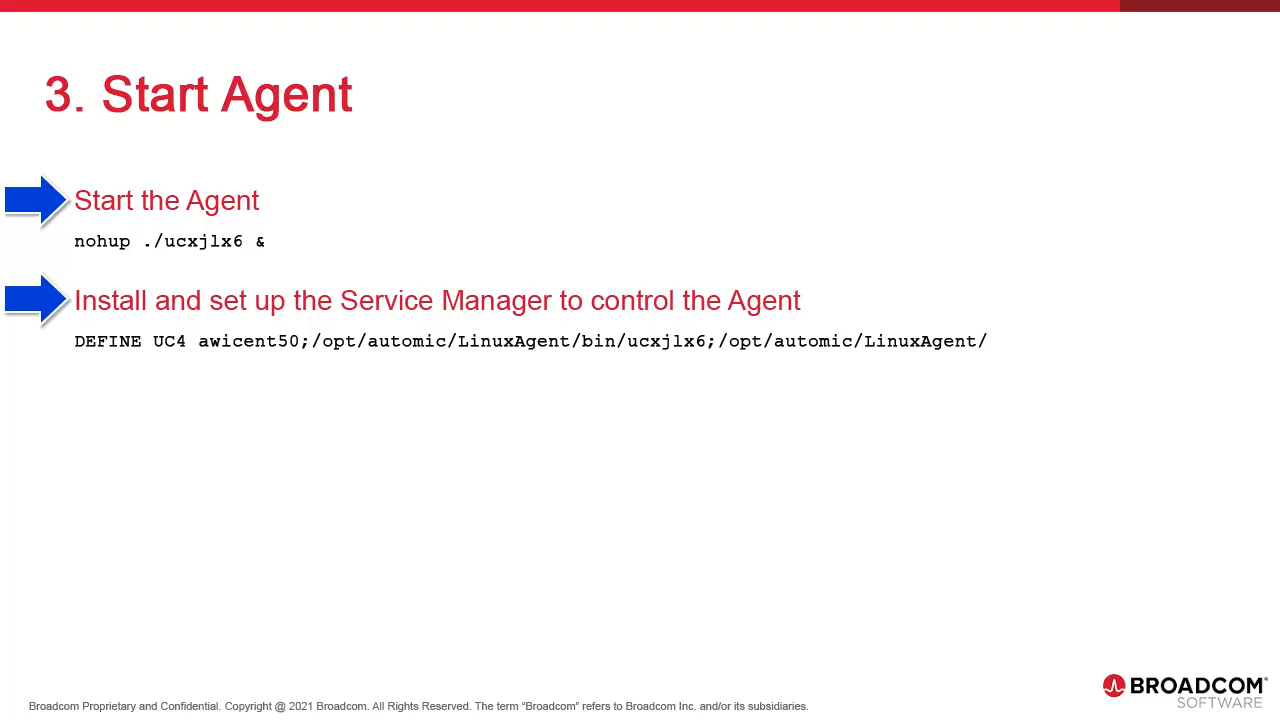 3. Start Agent
Start the Agent
nohup ./ucxjlx6 &
Install and set up the Service Manager to control the Agent
DEFINE UC4 awicent50;/opt/automic/LinuxAgent/bin/ucxjlx6;/opt/automic/LinuxAgent/
Broadcom Proprietary and Confidential. Copyright @ 2021 Broadcom. All Rights Reserved. The term “Broadcom” refers to Broadcom Inc. and/or its subsidiaries.
BROADCOM®
SOFTWARE